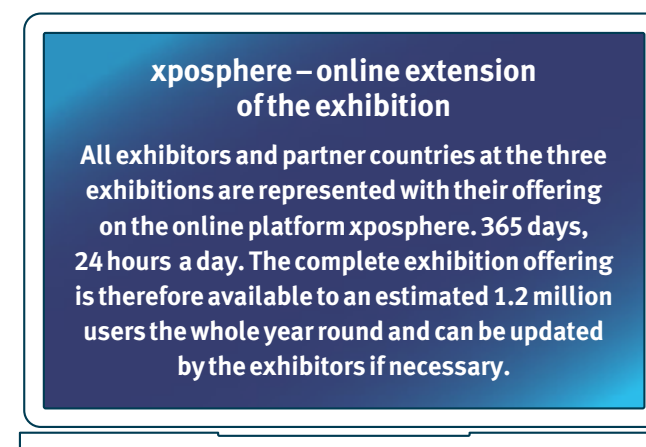 xposphere – online extension
of the exhibition
All exhibitors and partner countries at the three
exhibitions are represented with their offering
on the online platform xposphere. 365 days,
24 hours a day. The complete exhibition offering
is therefore available to an estimated 1.2 million
users the whole year round and can be updated
by the exhibitors if necessary.